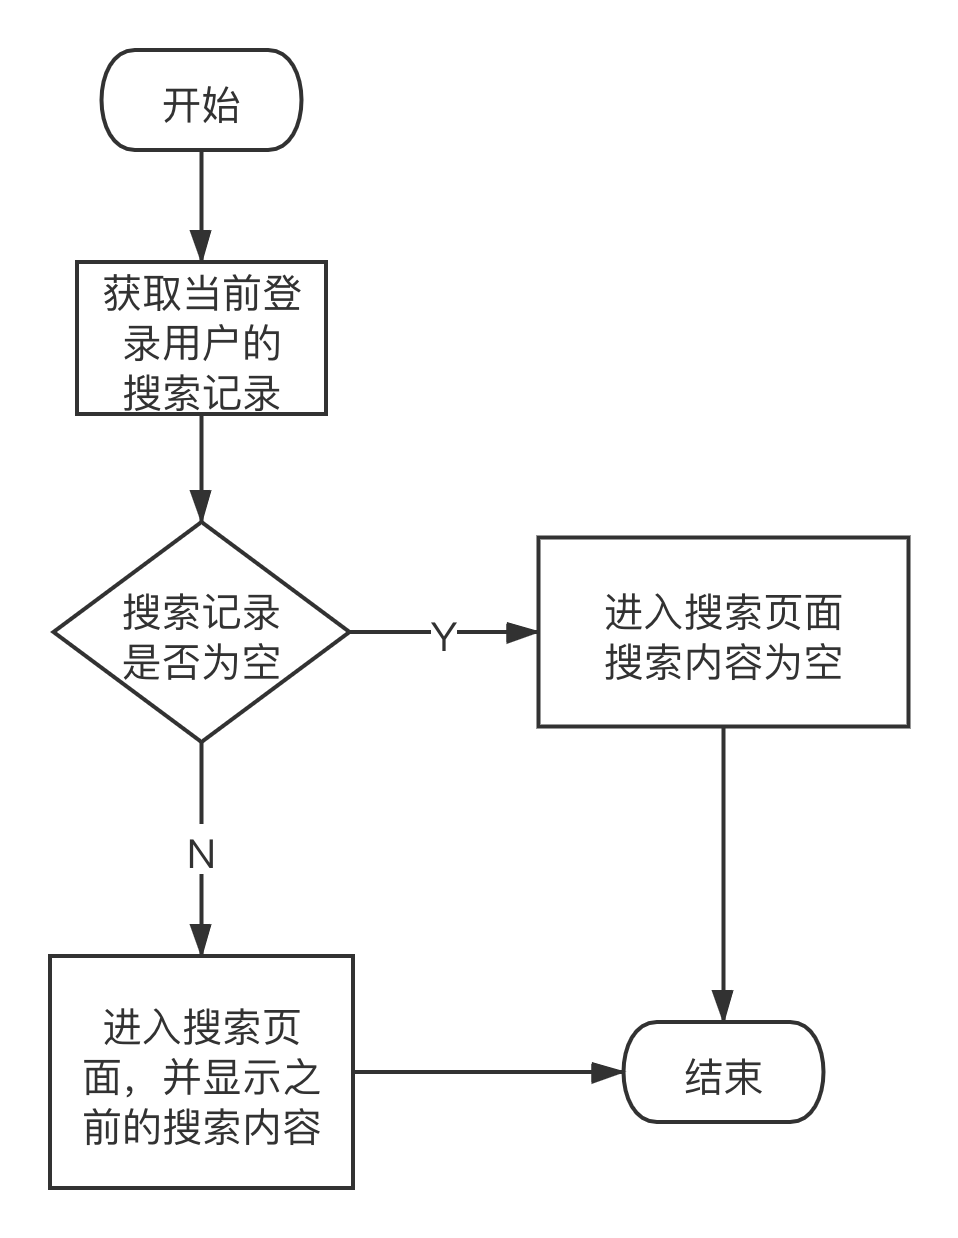 开始
获取当前登
录用户的
搜索记录
搜索记录
是否为空
Y
进入搜索页面
搜索内容为空
N
进入搜索页
面，并显示之
前的搜索内容
结束